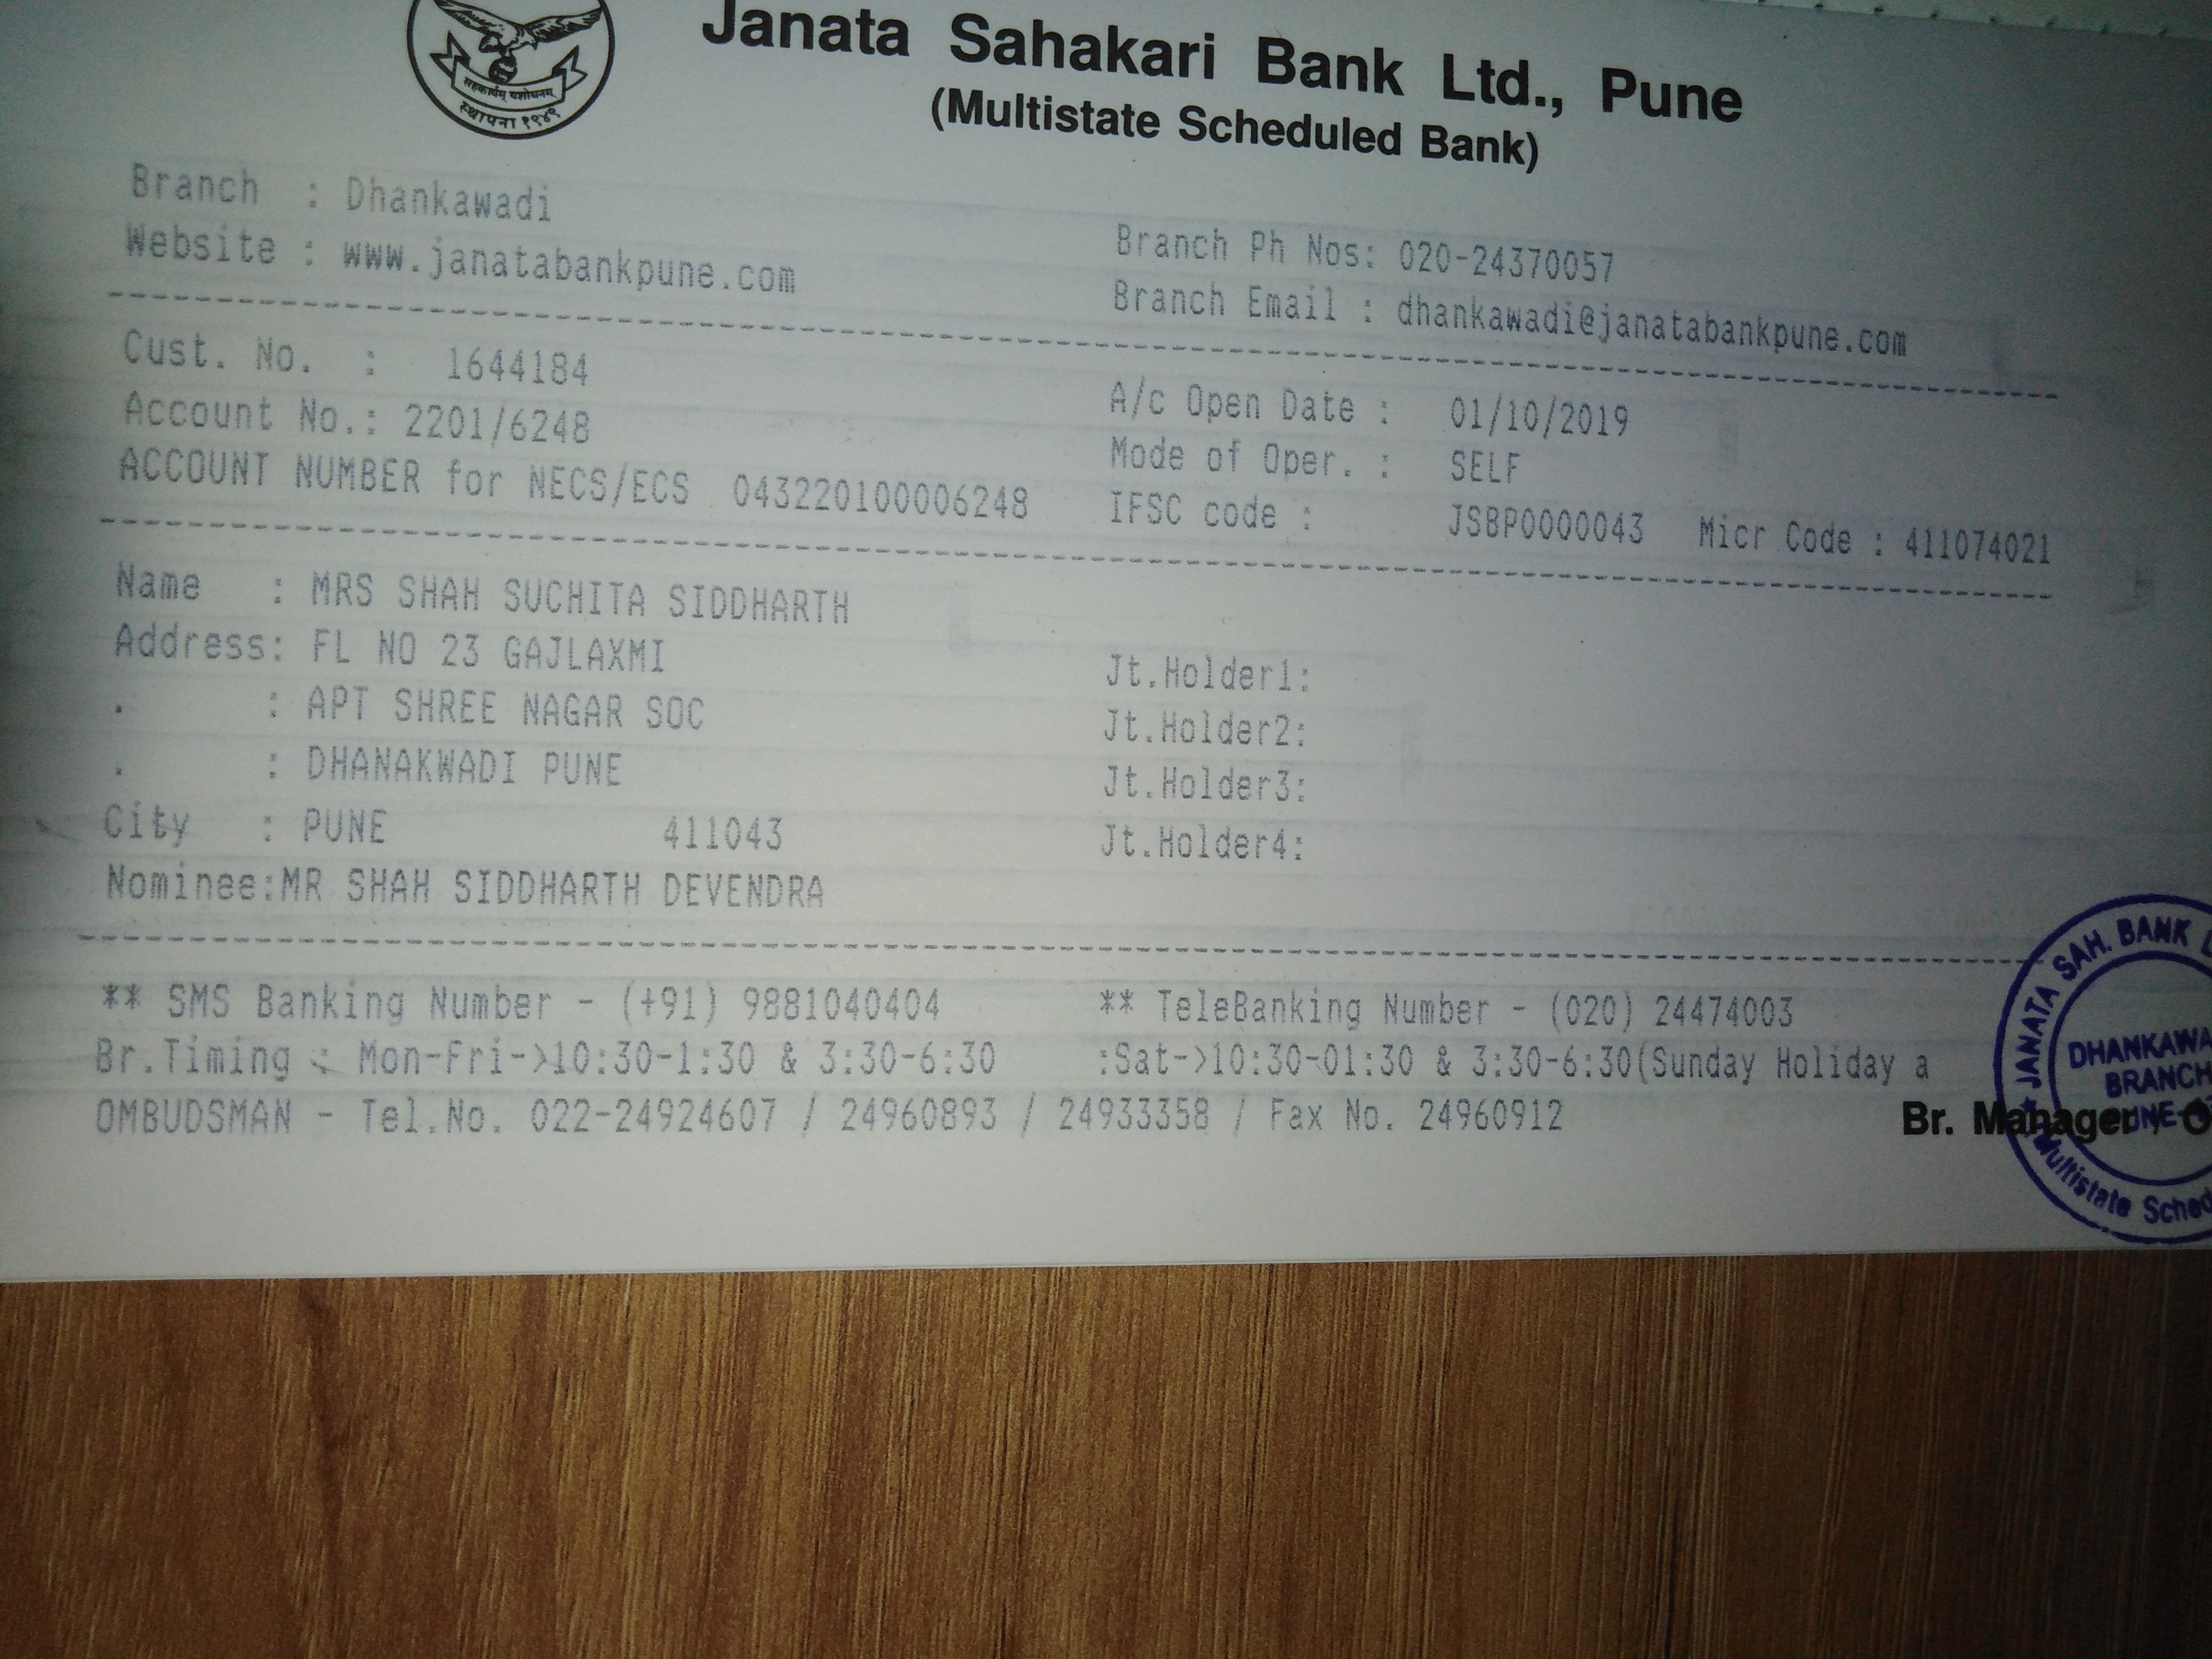 सहकार्यम् यशोधनम्
स्थापना १९४९
Janata Sahakari Bank Ltd., Pune
(Multistate Scheduled Bank)
Branch : Dhankawadi
Website : www.janatabankpune.com
Branch Ph Nos: 020-24370057
Branch Email : dhankawadi@janatabankpune.com
Cust. No. : 1644184
Account No.: 2201/6248
ACCOUNT NUMBER for NECS/ECS 043220100006248
A/c Open Date : 01/10/2019
Mode of Oper. : SELF
IFSC code : JSBP0000043 Micr Code : 411074021
Name : MRS SHAH SUCHITA SIDDHARTH
Address: FL NO 23 GAJLAXMI
. : APT SHREE NAGAR SOC
. : DHANAKWADI PUNE
City : PUNE 411043
Nominee:MR SHAH SIDDHARTH DEVENDRA
Jt.Holder1:
Jt.Holder2:
Jt.Holder3:
Jt.Holder4:
** SMS Banking Number - (+91) 9881040404 ** TeleBanking Number - (020) 24474003
Br.Timing : Mon-Fri->10:30-1:30 & 3:30-6:30 :Sat->10:30-01:30 & 3:30-6:30(Sunday Holiday a
OMBUDSMAN - Tel.No. 022-24924607 / 24960893 / 24933358 / Fax No. 24960912
Br. Manager /
JANATA SAH. BANK
DHANKAWA
BRANCH
Multistate Sched